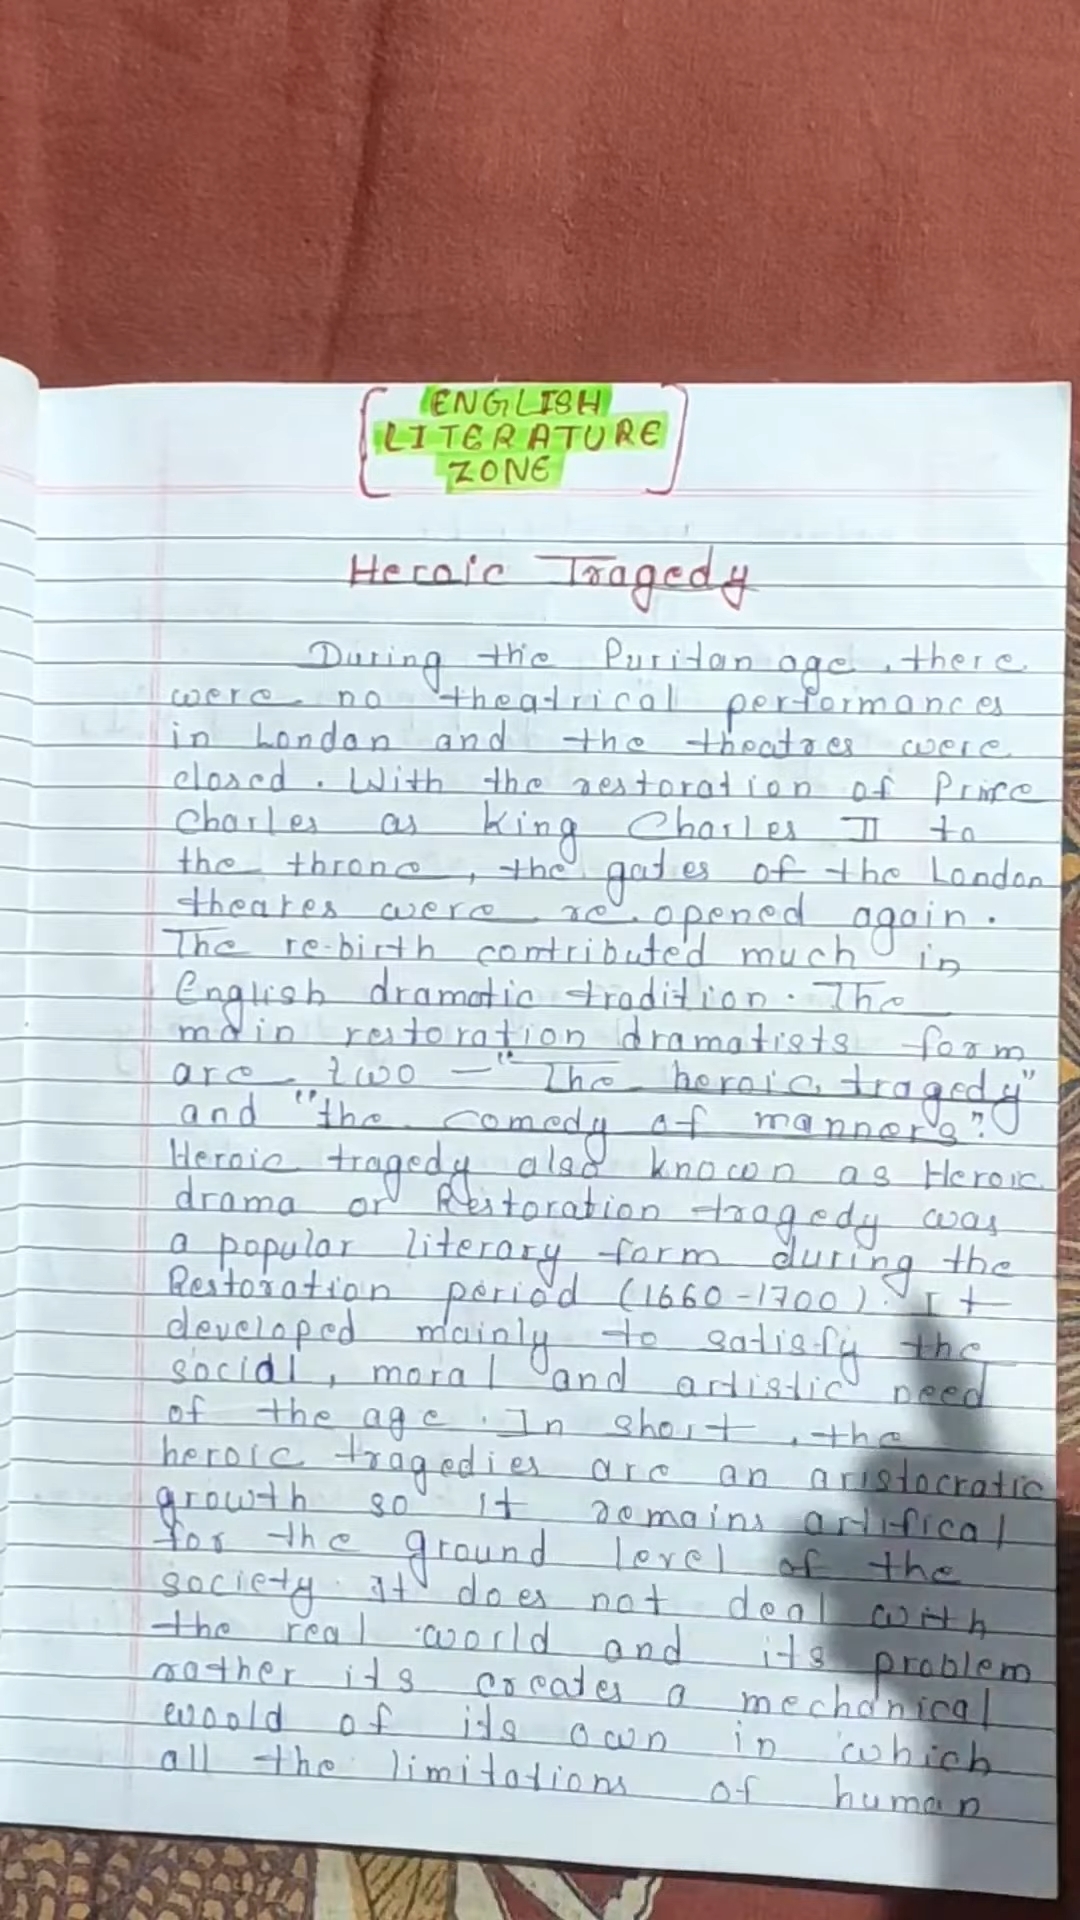 ENGLISH
LITERATURE
ZONE
Heroic Tragedy
During the Puritan age, there
were no theatrical performances
in London and the theatres were
closed. With the restoration of Prince
Charles as King Charles II to
the throne, the gates of the London
theares were re.opened again.
The re-birth contributed much in
English dramatic tradition. The
main restoration dramatists form
are two - "The heroic tragedy"
and "the comedy of manners".
Heroic tragedy also known as Heroic
drama or Restoration tragedy was
a popular literary form during the
Restoration period (1660-1700). It
developed mainly to satisfy the
social, moral and artistic need
of the age. In short, the
heroic tragedies are an aristocratic
growth so it remains artifical
for the ground level of the
society. It does not deal with
the real world and its problem
rather its creates a mechanical
woold of its own in which
all the limitations of human